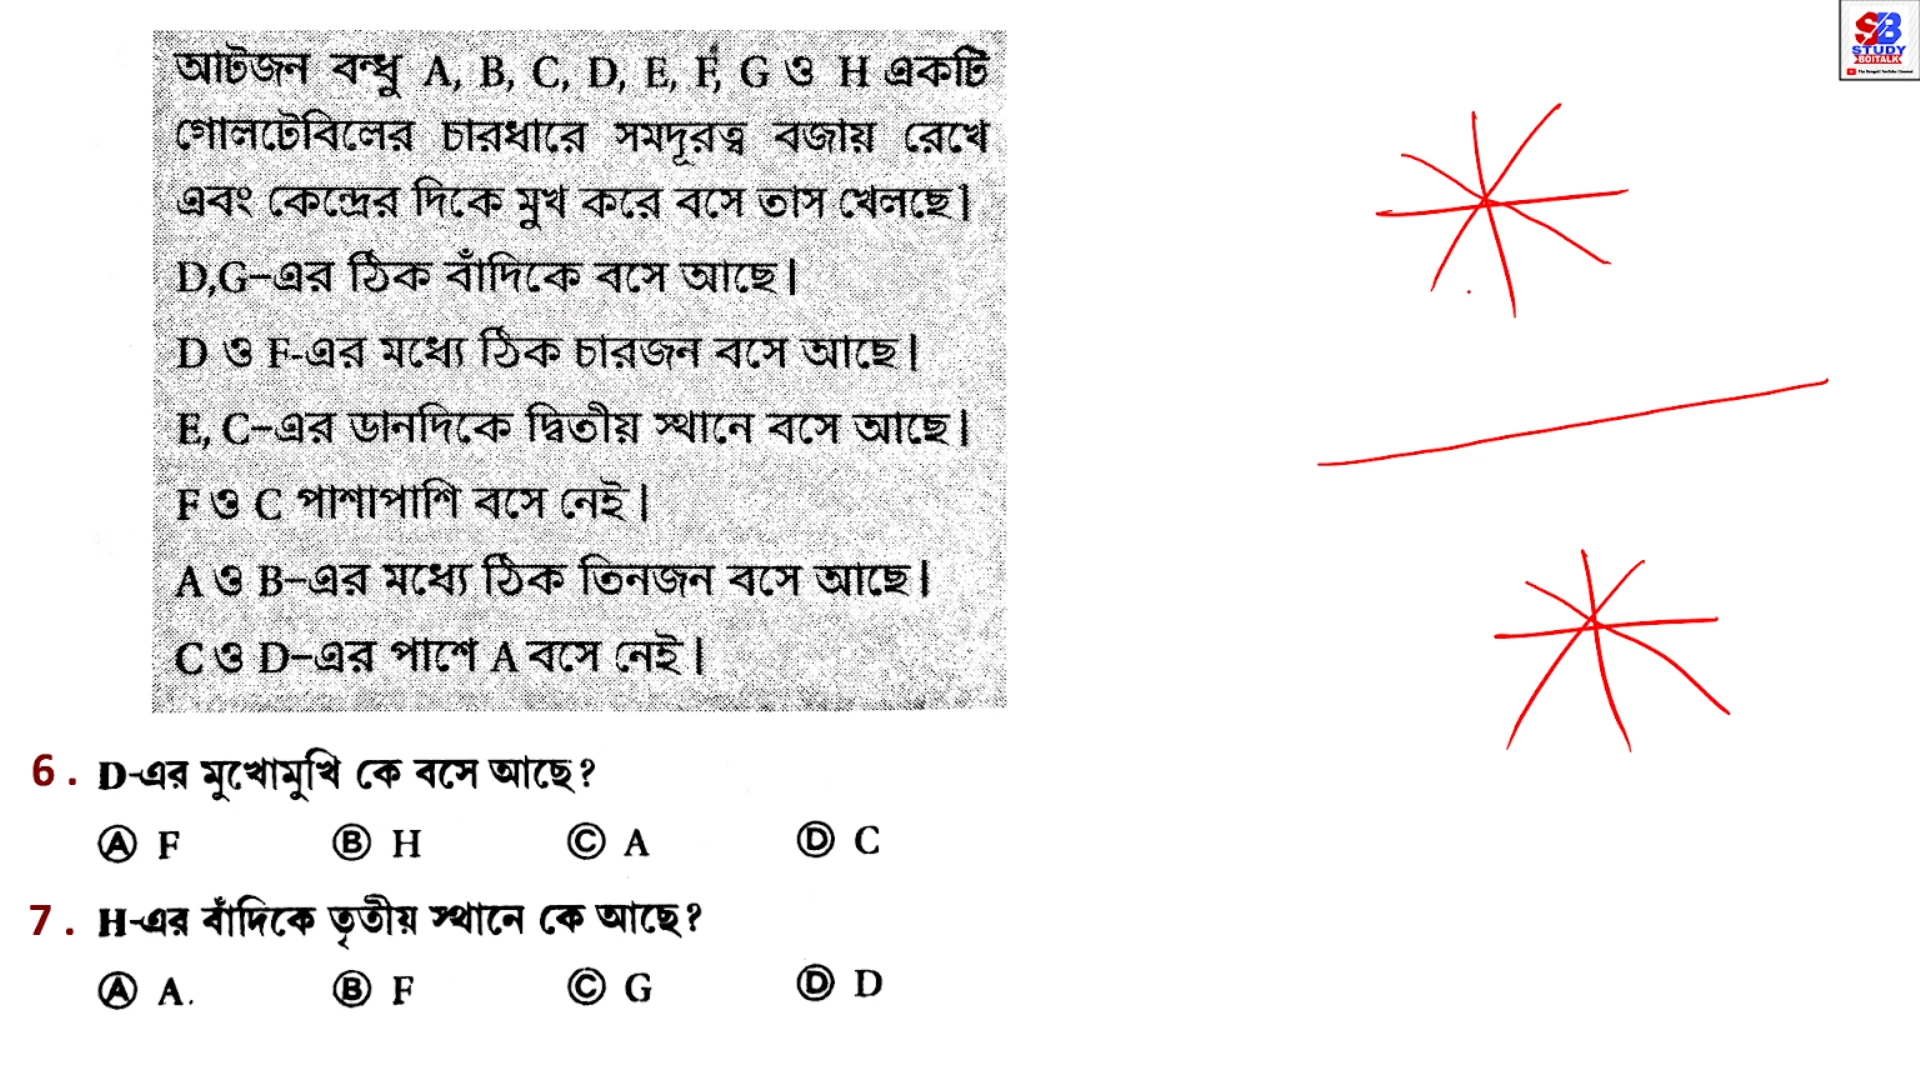 SB
STUDY
BOITALK
আটজন বন্ধু A, B, C, D, E, F, G ও H একটি
গোলটেবিলের চারধারে সমদূরত্ব বজায় রেখে
এবং কেন্দ্রের দিকে মুখ করে বসে তাস খেলছে।
D,G–এর ঠিক বাঁদিকে বসে আছে।
D ও F-এর মধ্যে ঠিক চারজন বসে আছে।
E, C–এর ডানদিকে দ্বিতীয় স্থানে বসে আছে।
F ও C পাশাপাশি বসে নেই।
A ও B–এর মধ্যে ঠিক তিনজন বসে আছে।
C ও D–এর পাশে A বসে নেই।
6 . D-এর মুখোমুখি কে বসে আছে?
Ⓐ F Ⓑ H Ⓒ A Ⓓ C
7 . H-এর বাঁদিকে তৃতীয় স্থানে কে আছে?
Ⓐ A. Ⓑ F Ⓒ G Ⓓ D